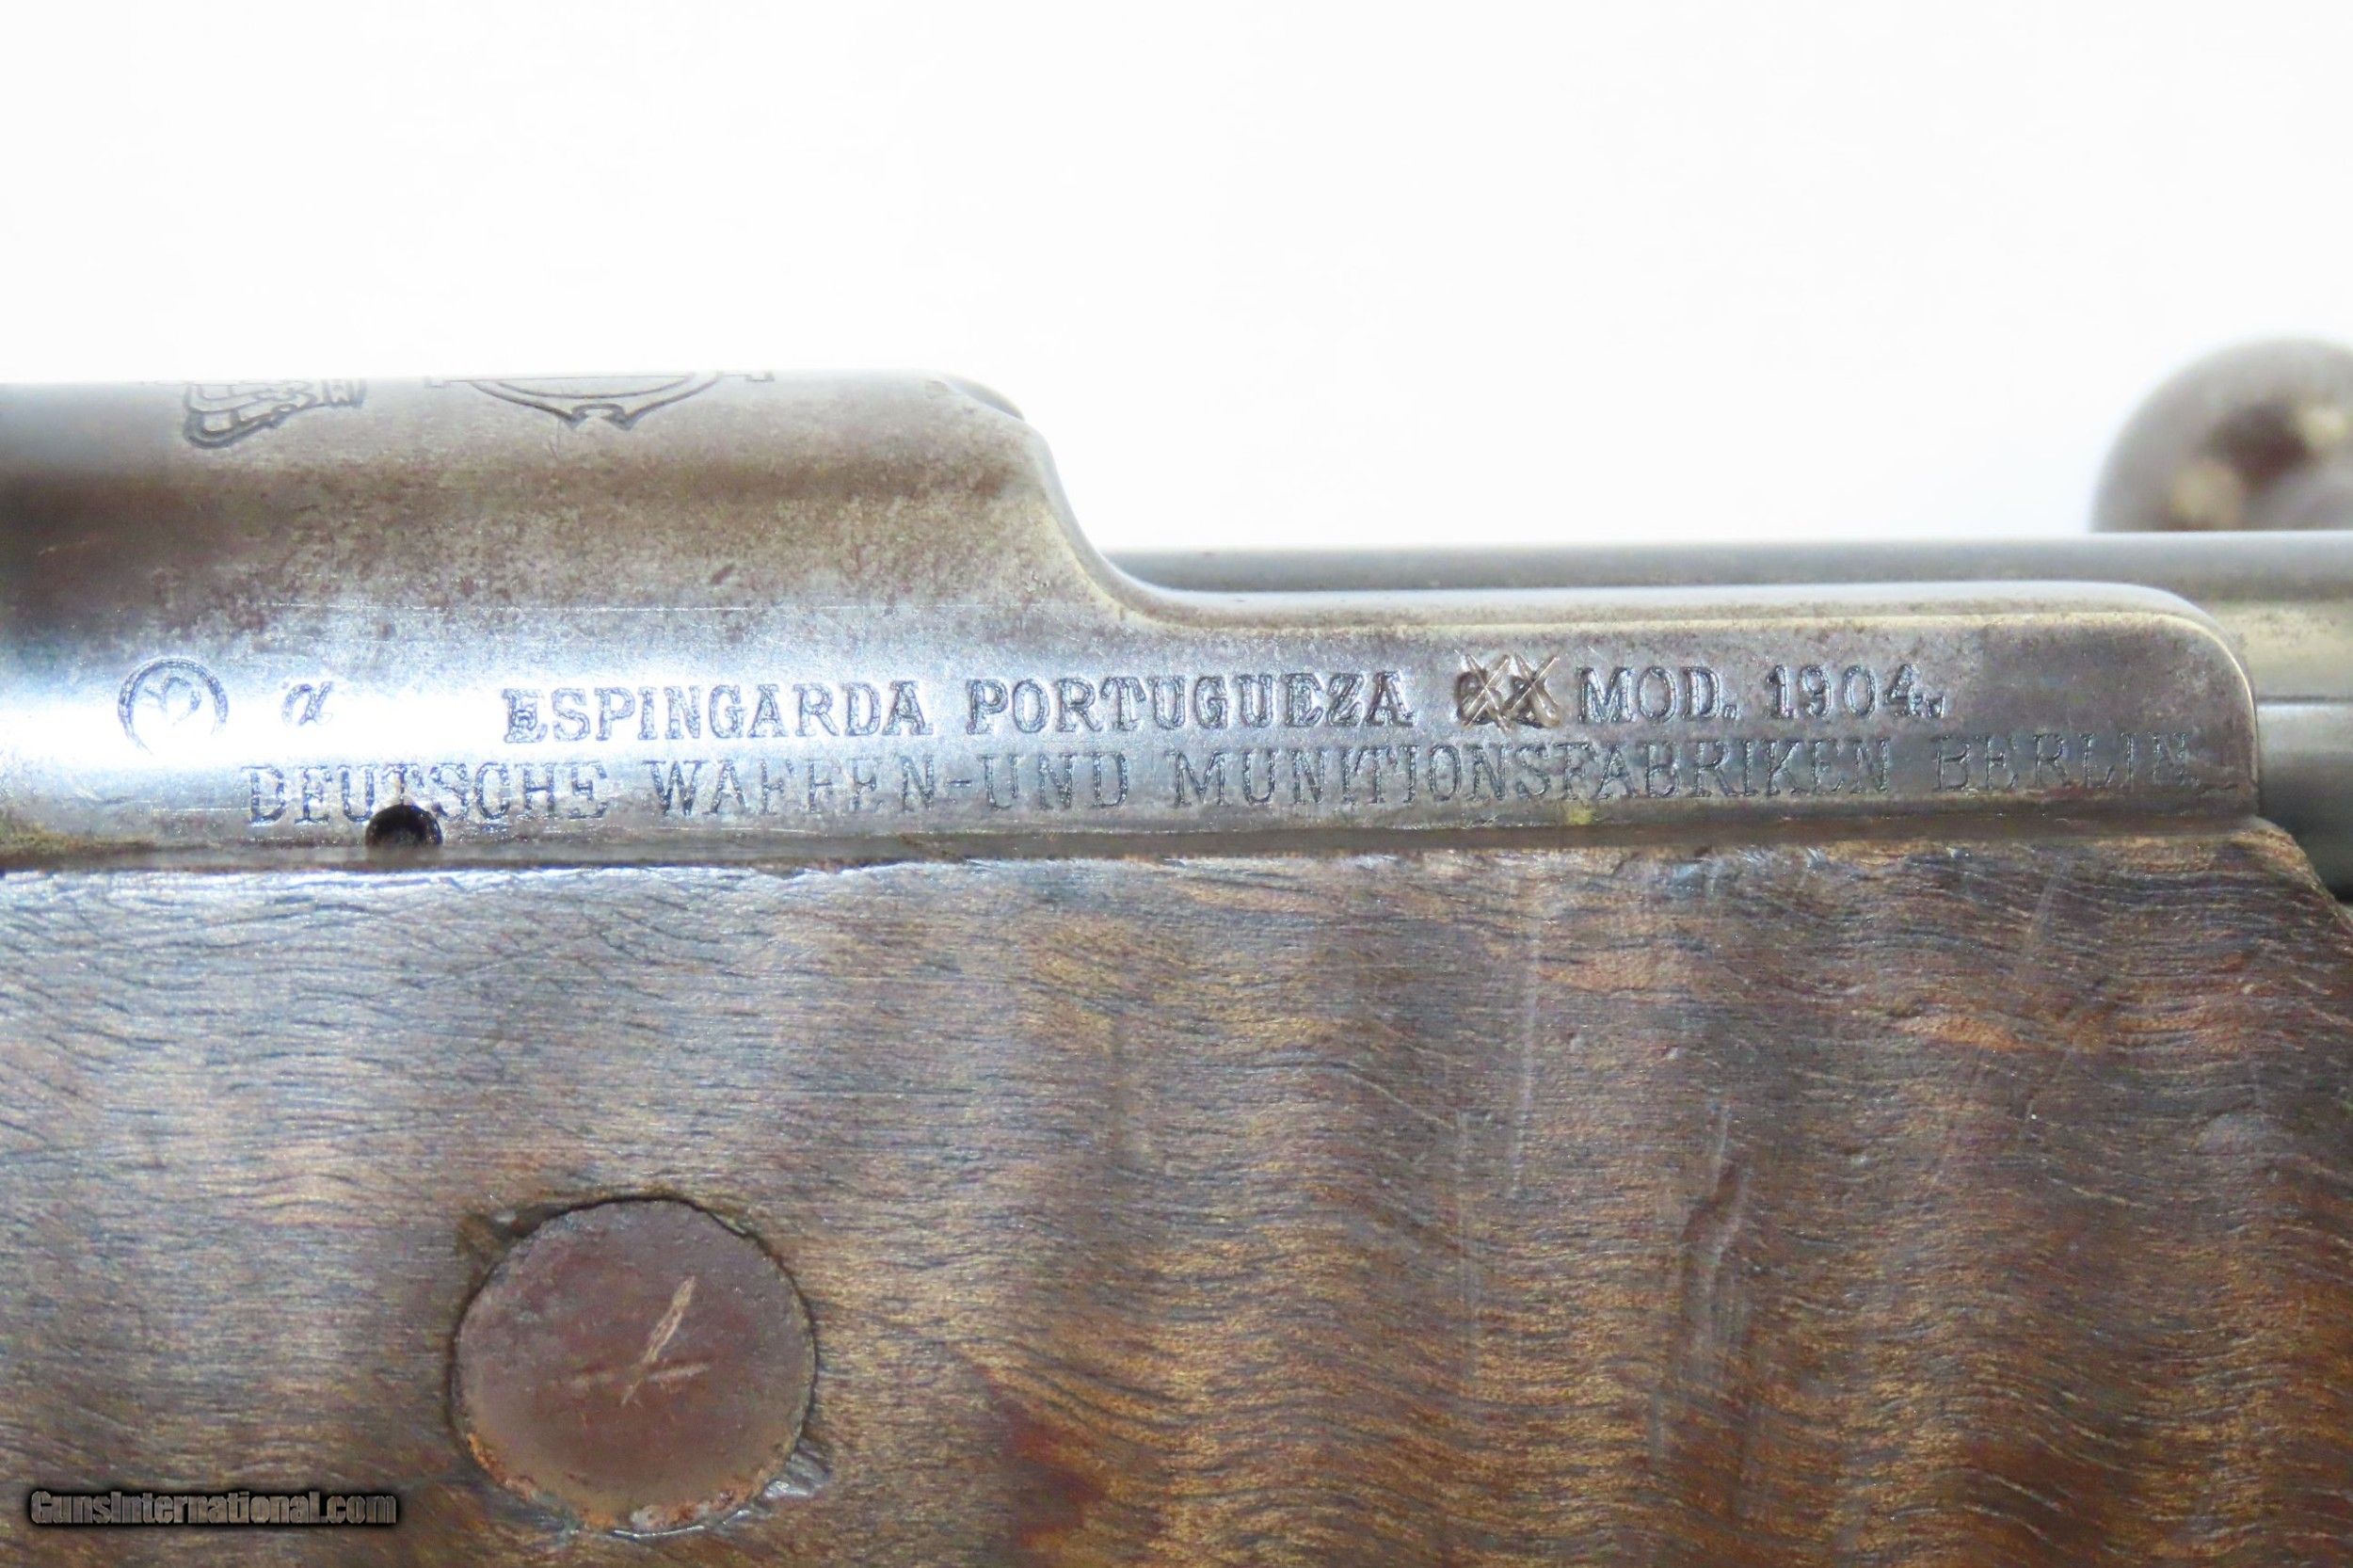 ESPINGARDA PORTUGUEZA MOD. 1904.
DEUTSCHE WAFFEN-UND MUNITIONSFABRIKEN BERLIN.
GunsInternational.com